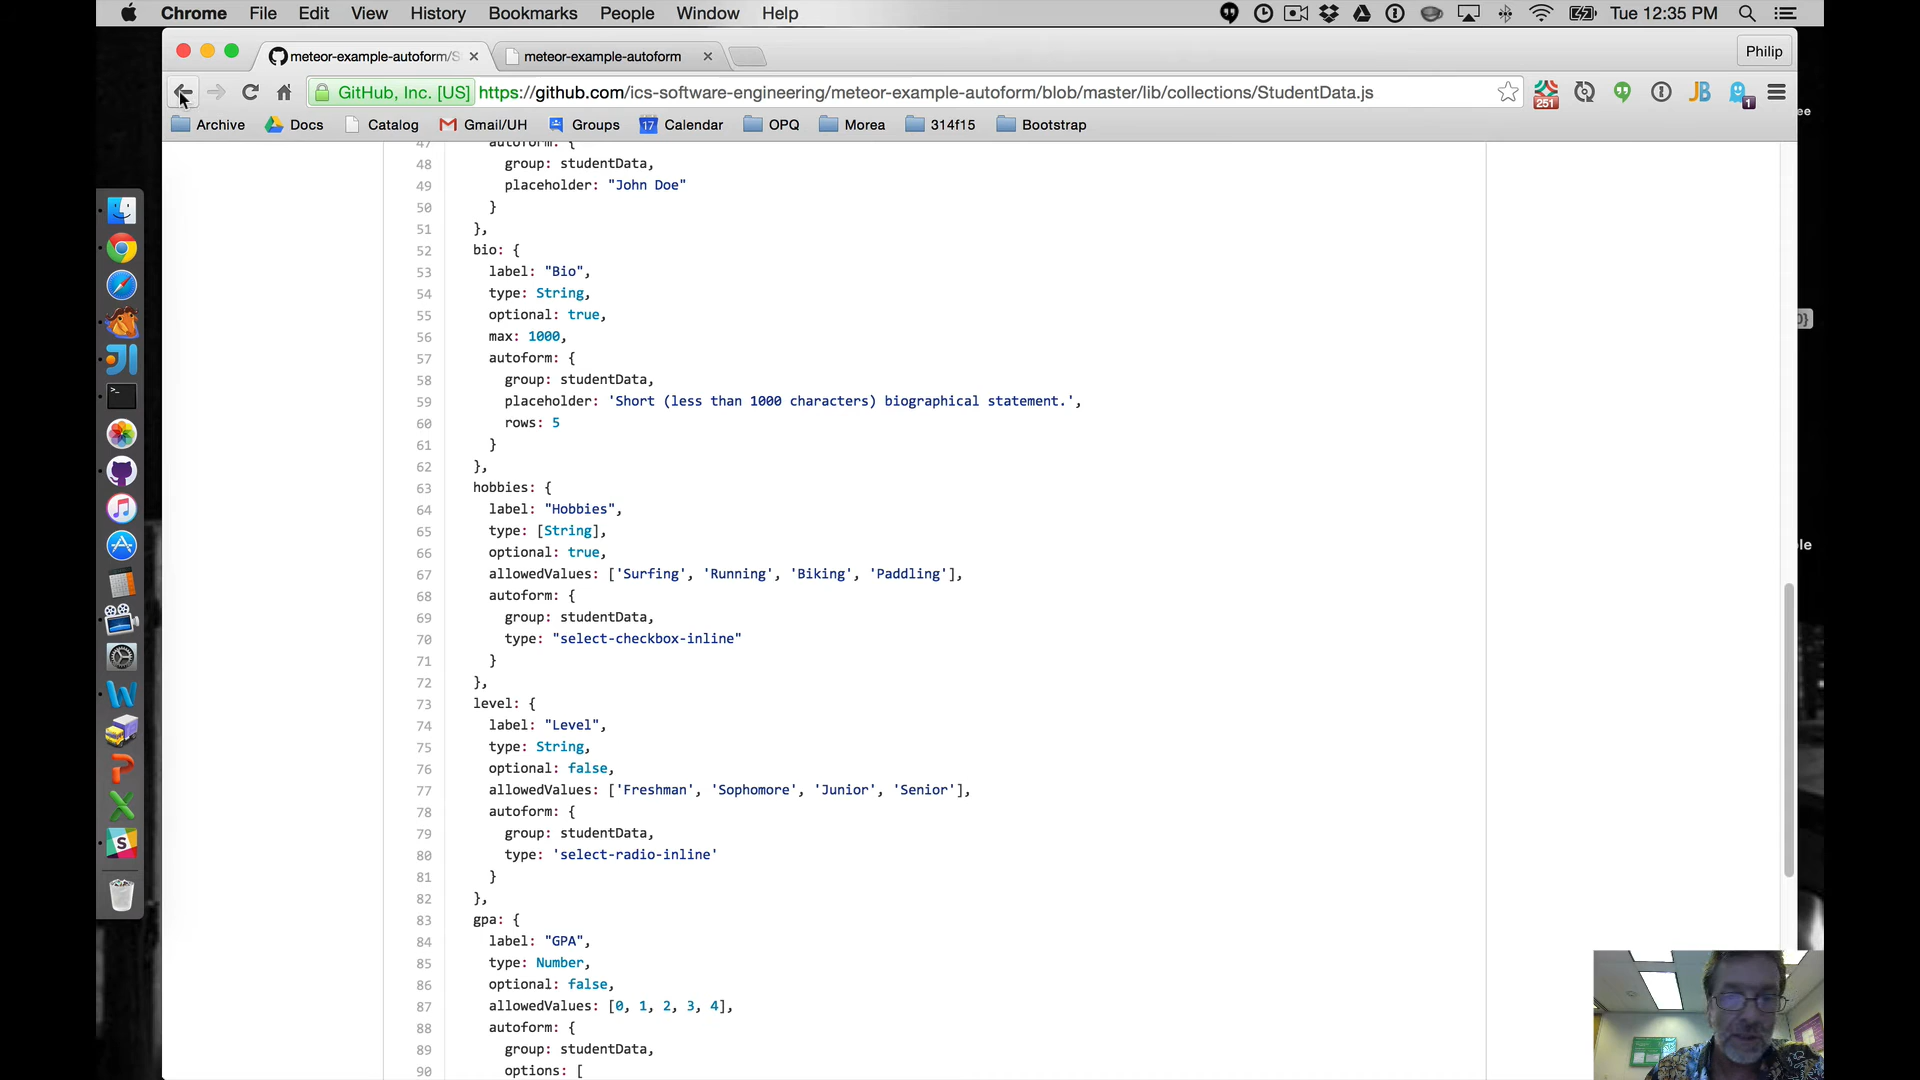 Chrome File Edit View History Bookmarks People Window Help Tue 12:35 PM
meteor-example-autoform/S meteor-example-autoform Philip
GitHub, Inc. [US] https://github.com/ics-software-engineering/meteor-example-autoform/blob/master/lib/collections/StudentData.js 251 JB 1
Archive Docs Catalog Gmail/UH Groups 17 Calendar OPQ Morea 314f15 Bootstrap
47 autoform: {
48 group: studentData,
49 placeholder: "John Doe"
50 }
51 },
52 bio: {
53 label: "Bio",
54 type: String,
55 optional: true,
56 max: 1000,
57 autoform: {
58 group: studentData,
59 placeholder: 'Short (less than 1000 characters) biographical statement.',
60 rows: 5
61 }
62 },
63 hobbies: {
64 label: "Hobbies",
65 type: [String],
66 optional: true,
67 allowedValues: ['Surfing', 'Running', 'Biking', 'Paddling'],
68 autoform: {
69 group: studentData,
70 type: "select-checkbox-inline"
71 }
72 },
73 level: {
74 label: "Level",
75 type: String,
76 optional: false,
77 allowedValues: ['Freshman', 'Sophomore', 'Junior', 'Senior'],
78 autoform: {
79 group: studentData,
80 type: 'select-radio-inline'
81 }
82 },
83 gpa: {
84 label: "GPA",
85 type: Number,
86 optional: false,
87 allowedValues: [0, 1, 2, 3, 4],
88 autoform: {
89 group: studentData,
90 options: [